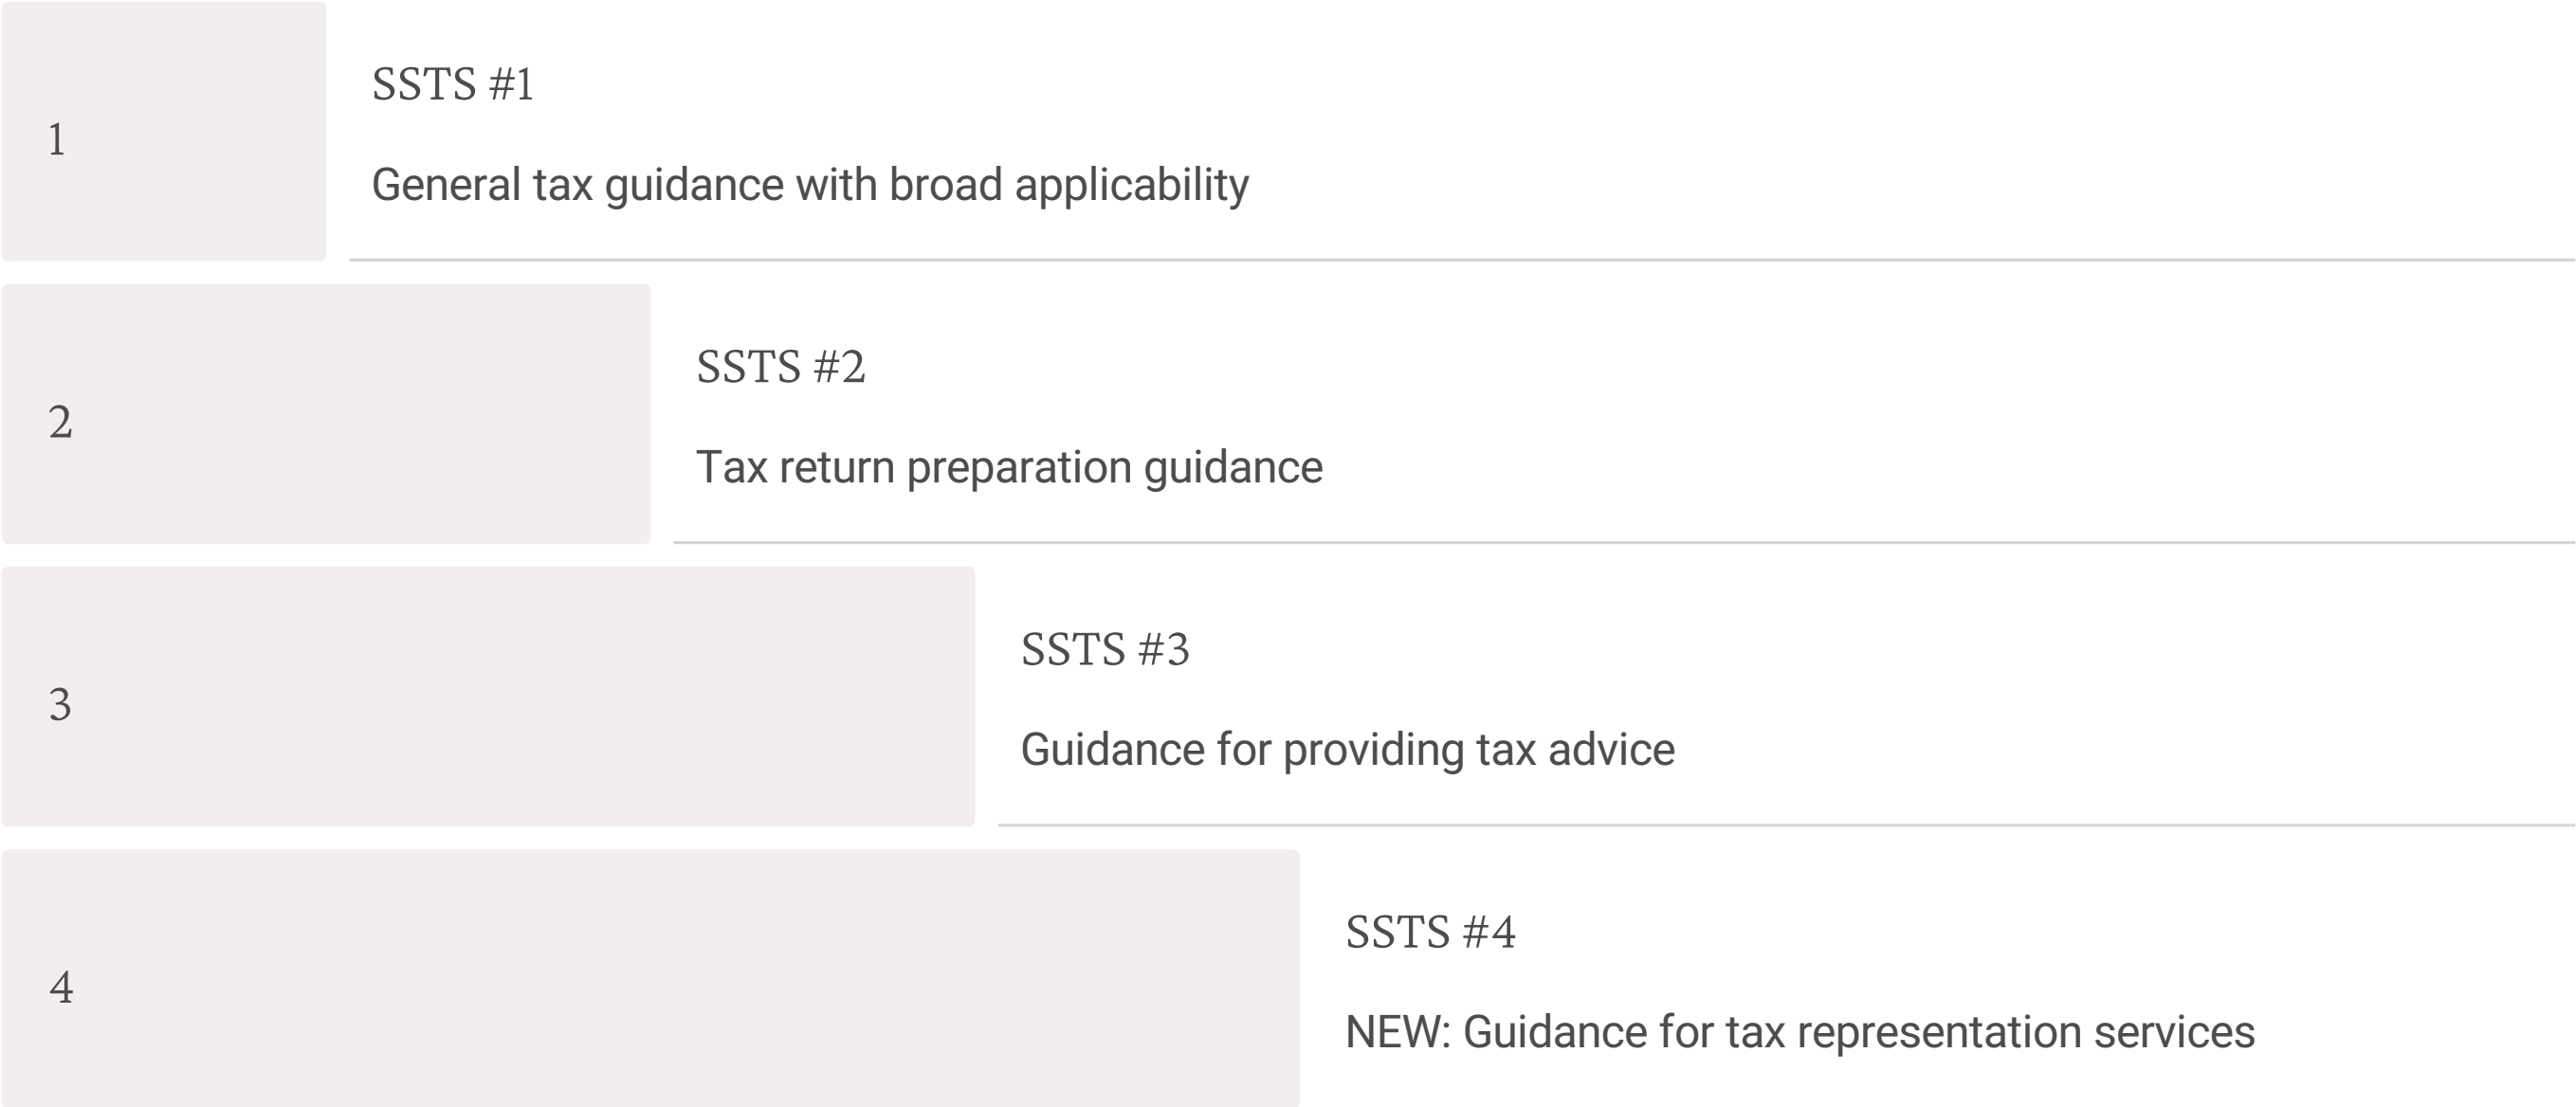 1
SSTS #1
General tax guidance with broad applicability
2
SSTS #2
Tax return preparation guidance
3
SSTS #3
Guidance for providing tax advice
4
SSTS #4
NEW: Guidance for tax representation services